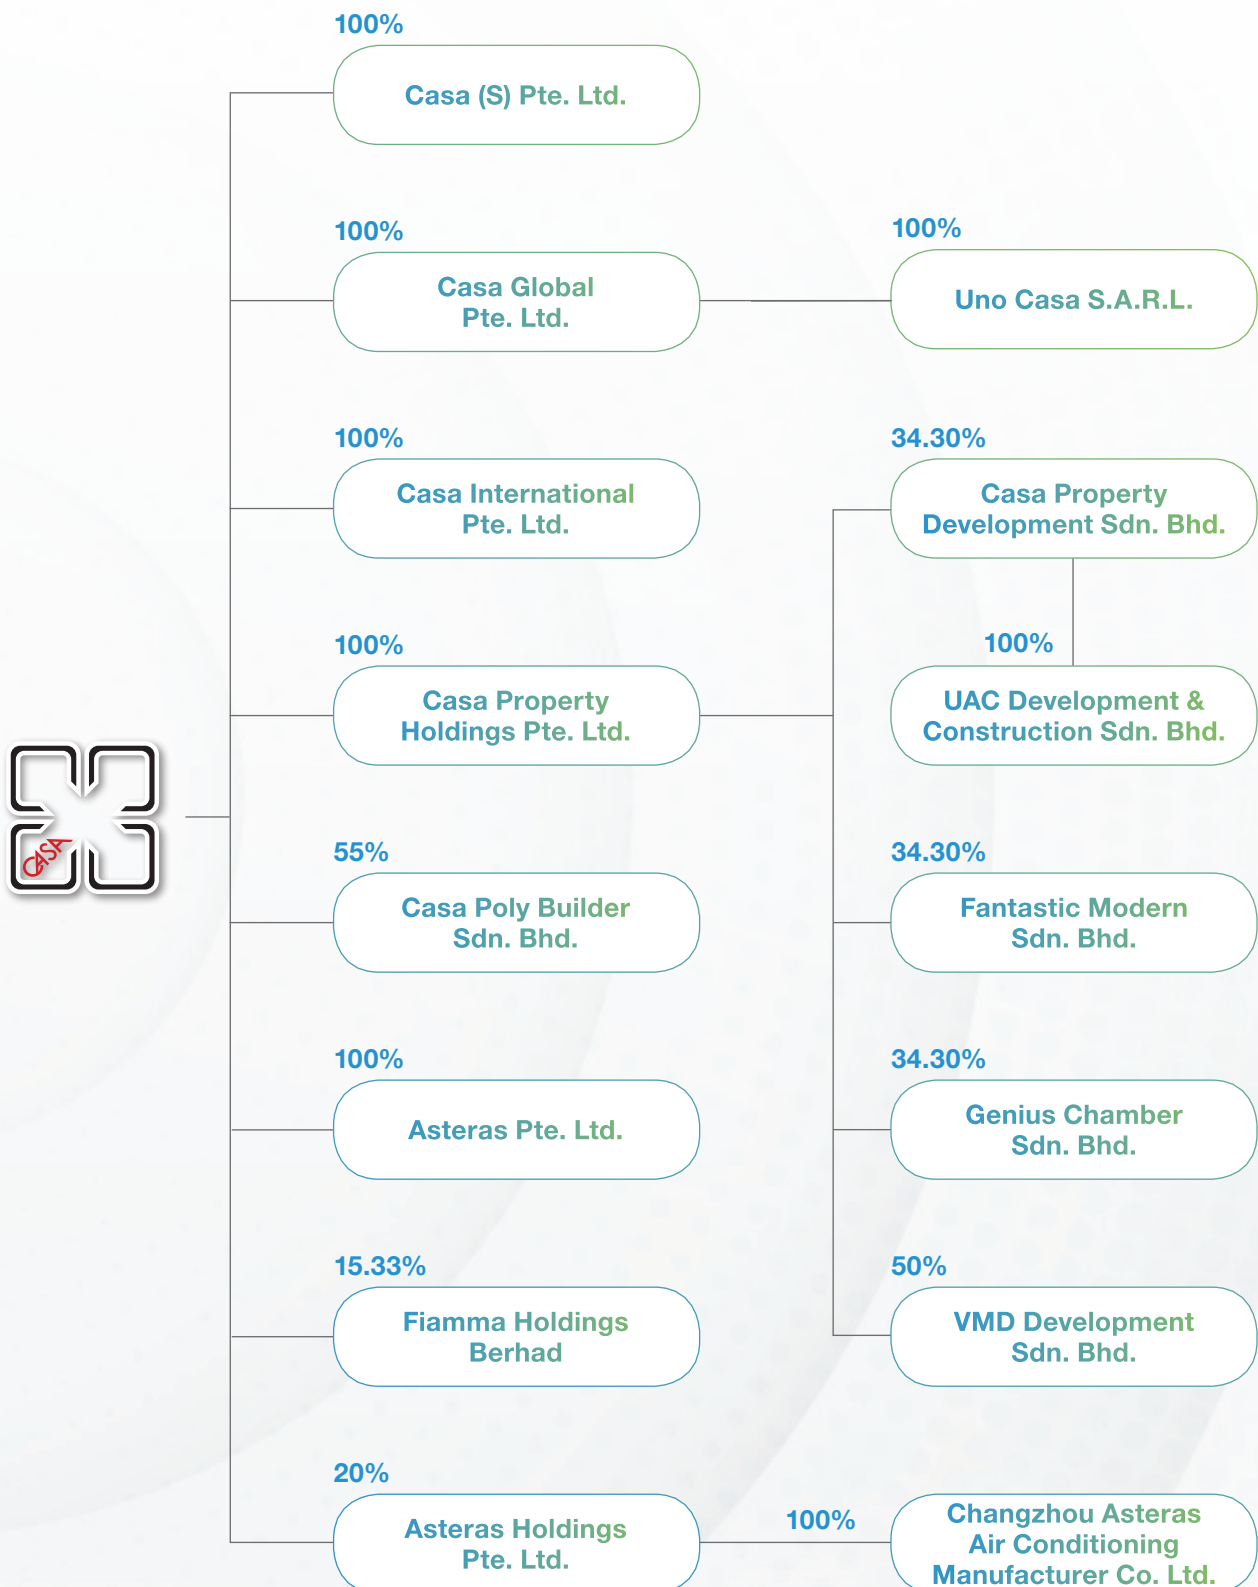 100%
Casa (S) Pte. Ltd.
100%
Casa Global
Pte. Ltd.
100%
Uno Casa S.A.R.L.
100%
Casa International
Pte. Ltd.
34.30%
Casa Property
Development Sdn. Bhd.
100%
Casa Property
Holdings Pte. Ltd.
100%
UAC Development &
Construction Sdn. Bhd.
CASA
55%
Casa Poly Builder
Sdn. Bhd.
34.30%
Fantastic Modern
Sdn. Bhd.
100%
Asteras Pte. Ltd.
34.30%
Genius Chamber
Sdn. Bhd.
15.33%
Fiamma Holdings
Berhad
50%
VMD Development
Sdn. Bhd.
20%
Asteras Holdings
Pte. Ltd.
100%
Changzhou Asteras
Air Conditioning
Manufacturer Co. Ltd.